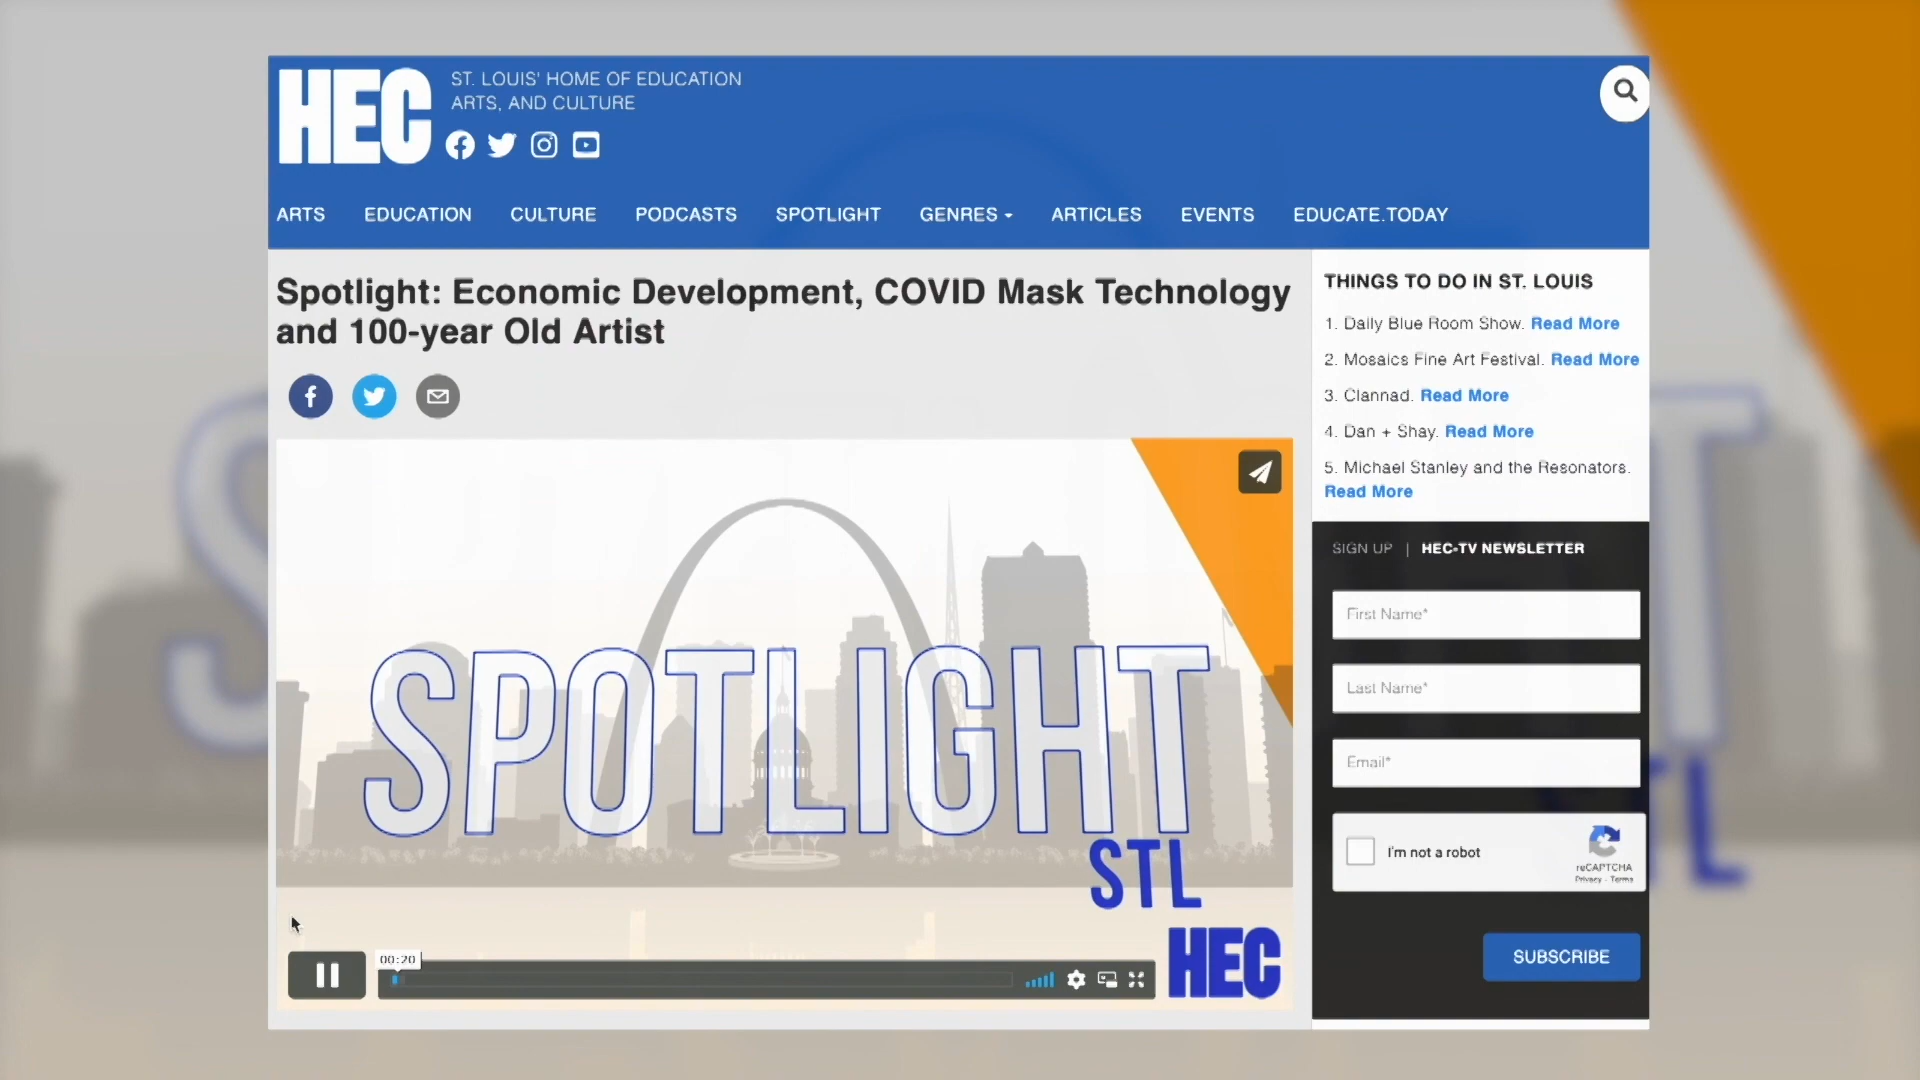 HEC
ST. LOUIS' HOME OF EDUCATION
ARTS, AND CULTURE
ARTS EDUCATION CULTURE PODCASTS SPOTLIGHT GENRES ARTICLES EVENTS EDUCATE.TODAY
Spotlight: Economic Development, COVID Mask Technology
and 100-year Old Artist
SPOTLIGHT
STL
HEC
00:20
THINGS TO DO IN ST. LOUIS
1. Daily Blue Room Show. Read More
2. Mosaics Fine Art Festival. Read More
3. Clannad. Read More
4. Dan + Shay. Read More
5. Michael Stanley and the Resonators.
Read More
SIGN UP | HEC-TV NEWSLETTER
First Name*
Last Name*
Email*
I'm not a robot
reCAPTCHA
Privacy - Terms
SUBSCRIBE
S T
TL